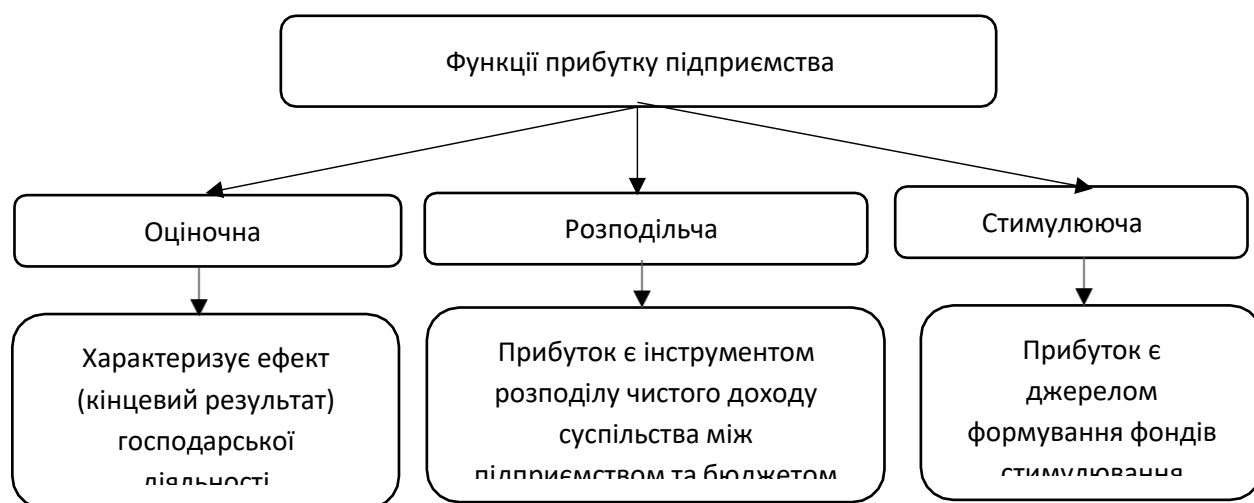 Функції прибутку підприємства
Оціночна
Розподільча
Стимулююча
Характеризує ефект
(кінцевий результат)
господарської
діяльності
Прибуток є інструментом
розподілу чистого доходу
суспільства між
підприємством та бюджетом
Прибуток є
джерелом
формування фондів
стимулювання